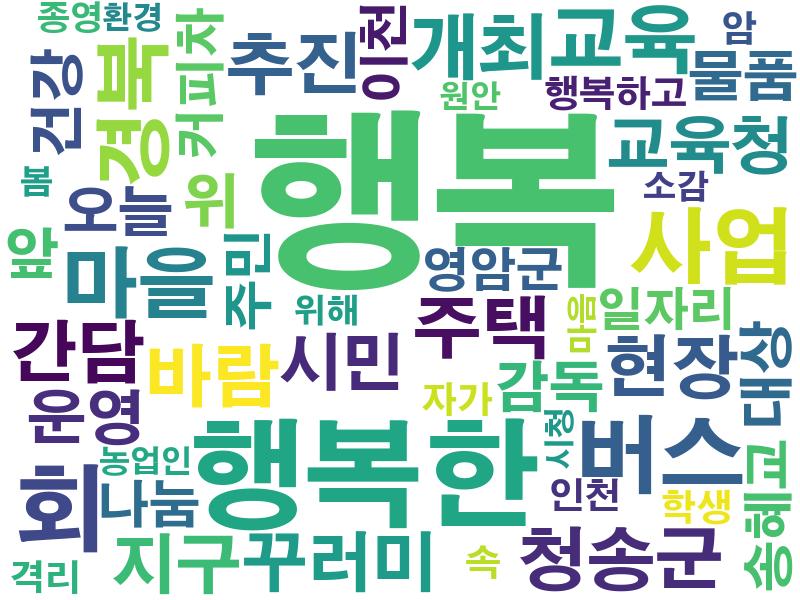 종영
환경
커피차
추진
이천
개최
교육
암
물품
건강
경북
원안
행복하고
교육청
봄
오늘
위
행복
소감
사업
앞
마을
주민
영암군
위해
주택
마음
일자리
간담
바람
시민
감독
현장
대상
운영
자가
농업인
행복한
시청
버스
회
나눔
인천
학생
송혜교
격리
지구
꾸러미
속
청송군